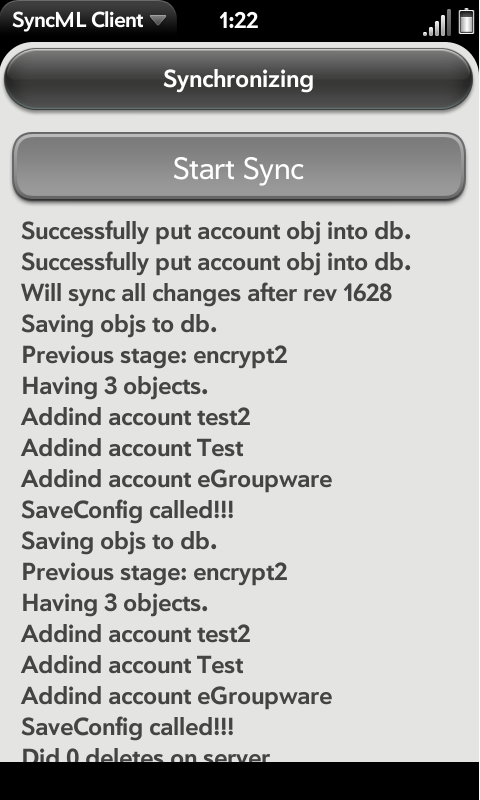 SyncML Client 1:22
Synchronizing
Start Sync
Successfully put account obj into db.
Successfully put account obj into db.
Will sync all changes after rev 1628
Saving objs to db.
Previous stage: encrypt2
Having 3 objects.
Addind account test2
Addind account Test
Addind account eGroupware
SaveConfig called!!!
Saving objs to db.
Previous stage: encrypt2
Having 3 objects.
Addind account test2
Addind account Test
Addind account eGroupware
SaveConfig called!!!
Did 0 deletes on server